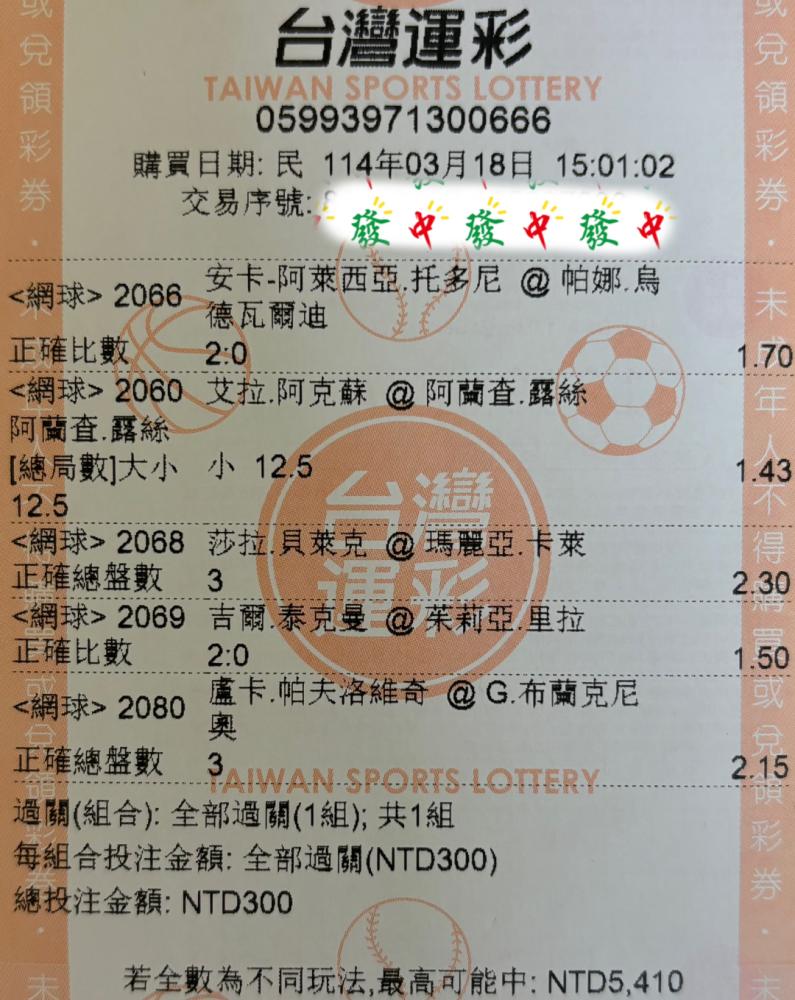 台灣運彩
TAIWAN SPORTS LOTTERY
05993971300666
購買日期: 民 114年03月18日 15:01:02
交易序號:
發中發中發中
<網球> 2066 安卡-阿萊西亞.托多尼 @ 帕娜.烏
德瓦爾迪
正確比數 2:0 1.70
<網球> 2060 艾拉.阿克蘇 @ 阿蘭查.露絲
阿蘭查.露絲
[總局數]大小 小 12.5 1.43
12.5
<網球> 2068 莎拉.貝萊克 @ 瑪麗亞.卡萊
正確總盤數 3 2.30
<網球> 2069 吉爾.泰克曼 @ 茱莉亞.里拉
正確比數 2:0 1.50
<網球> 2080 盧卡.帕夫洛維奇 @ G.布蘭克尼
奧
正確總盤數 3 2.15
台灣
運彩
TAIWAN SPORTS LOTTERY
過關(組合): 全部過關(1組); 共1組
每組合投注金額: 全部過關(NTD300)
總投注金額: NTD300
若全數為不同玩法,最高可能中: NTD5,410
或兌領彩券・未
或兌領彩券・未成年人不得購買或兌領彩券・未